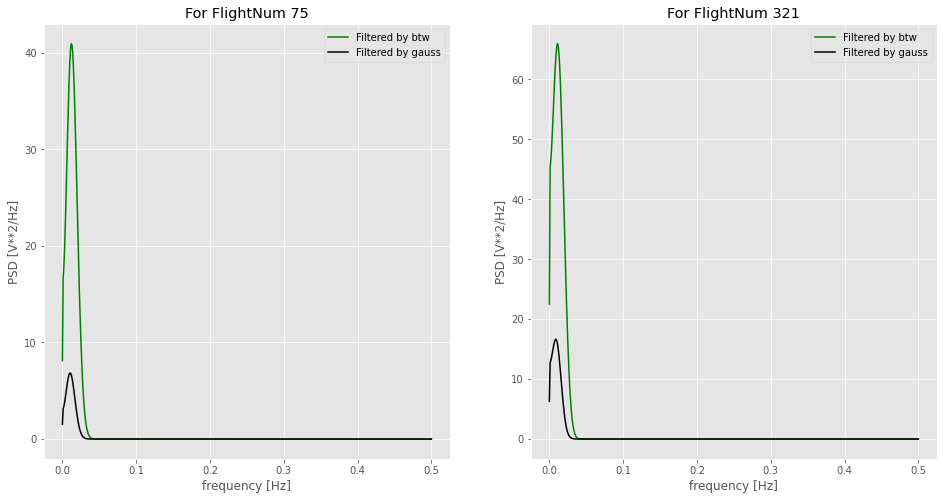 For FlightNum 75
Filtered by btw
Filtered by gauss
40
30
20
10
0
PSD [V**2/Hz]
0.0 0.1 0.2 0.3 0.4 0.5
frequency [Hz]
For FlightNum 321
Filtered by btw
Filtered by gauss
60
50
40
30
20
10
0
PSD [V**2/Hz]
0.0 0.1 0.2 0.3 0.4 0.5
frequency [Hz]